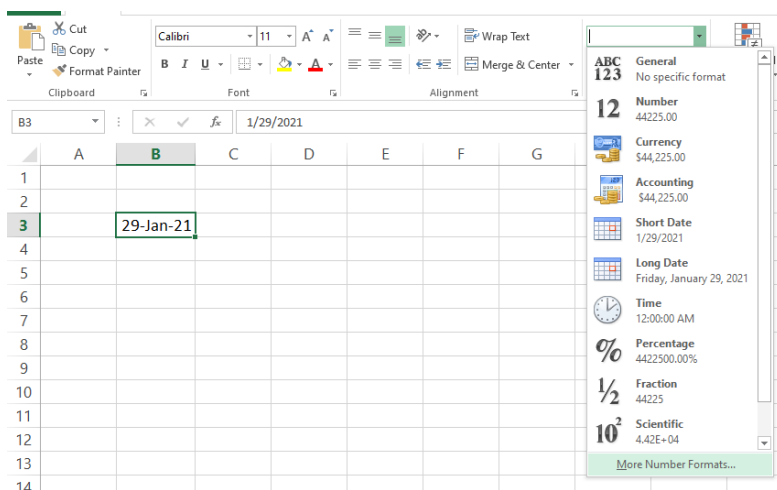 Cut
Copy
Paste
Format Painter
Clipboard
Calibri
11
A A
B I U
A
Font
Wrap Text
Merge & Center
Alignment
B3
fx
1/29/2021
A B C D E F G
1
2
3 29-Jan-21
4
5
6
7
8
9
10
11
12
13
14
ABC
123
General
No specific format
12
Number
44225.00
Currency
$44,225.00
Accounting
$44,225.00
Short Date
1/29/2021
Long Date
Friday, January 29, 2021
Time
12:00:00 AM
%
Percentage
4422500.00%
1/2
Fraction
44225
10²
Scientific
4.42E+04
More Number Formats...